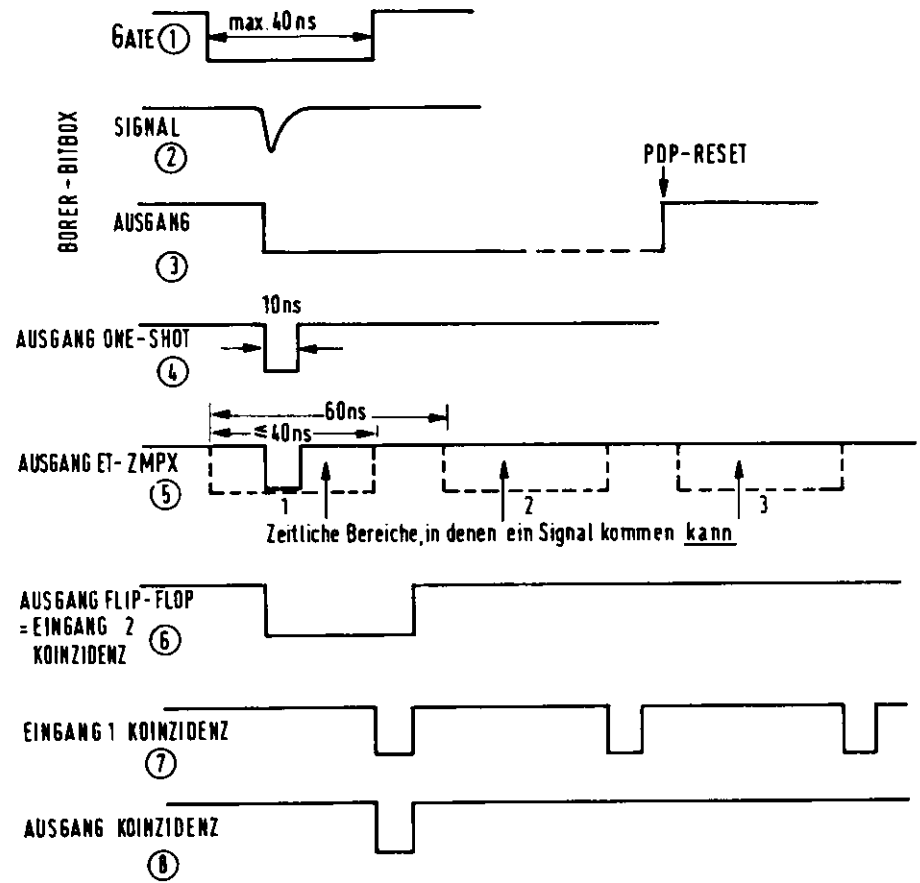 max. 40ns
GATE ①
BORER - BITBOX
SIGNAL
②
PDP-RESET
AUSGANG
③
10ns
AUSGANG ONE-SHOT
④
60ns
≤40ns
AUSGANG ET-ZMPX
⑤
1
2
3
Zeitliche Bereiche, in denen ein Signal kommen kann
AUSGANG FLIP-FLOP
= EINGANG 2
KOINZIDENZ
⑥
EINGANG 1 KOINZIDENZ
⑦
AUSGANG KOINZIDENZ
⑧